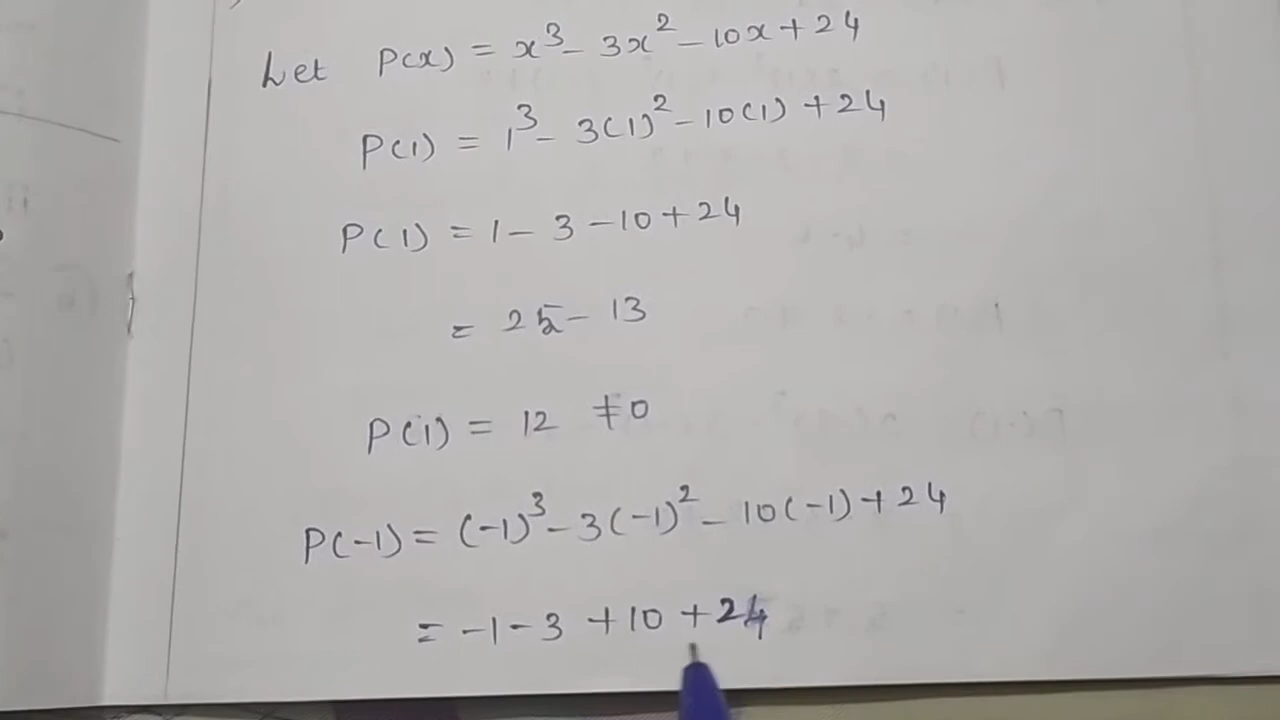 Let P(x) = x³ - 3x² - 10x + 24
P(1) = 1³ - 3(1)² - 10(1) + 24
P(1) = 1 - 3 - 10 + 24
= 25 - 13
P(1) = 12 ≠ 0
P(-1) = (-1)³ - 3(-1)² - 10(-1) + 24
= -1 - 3 + 10 + 24